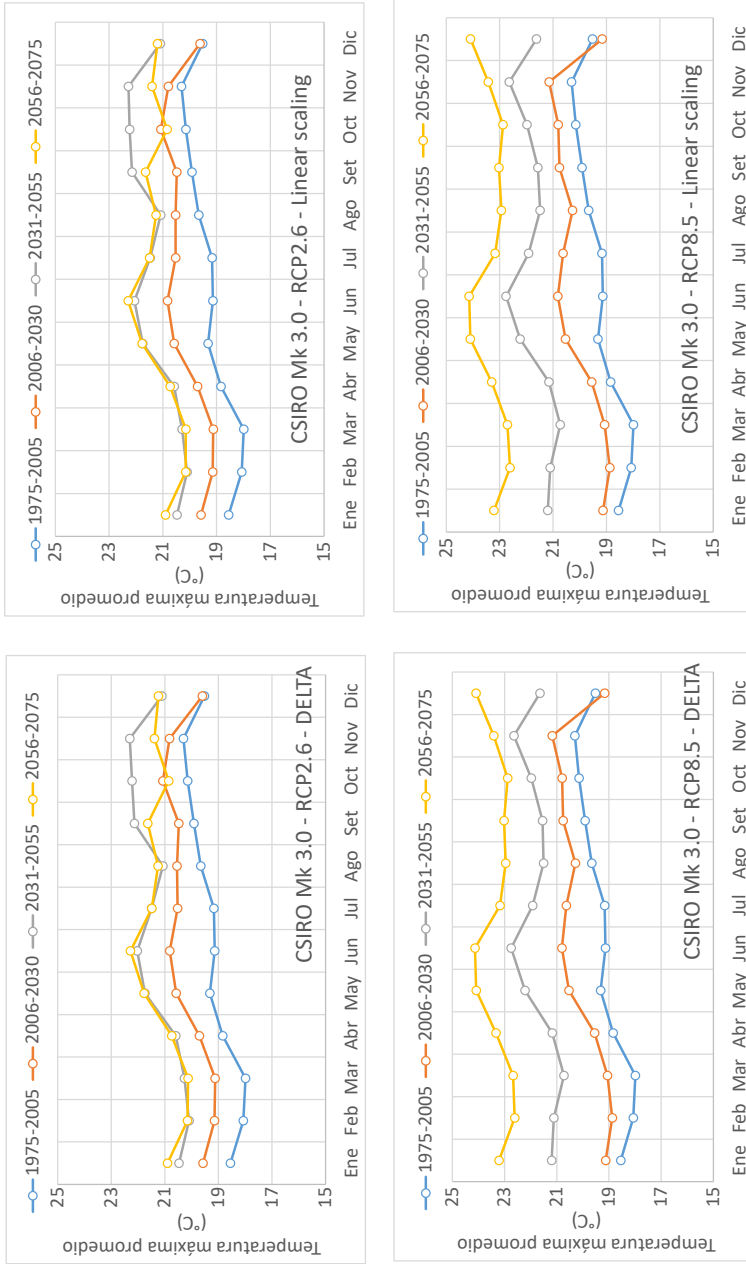 1975-2005 2006-2030 2031-2055 2056-2075
Temperatura máxima promedio
(°C)
25
23
21
19
17
15
CSIRO Mk 3.0 - RCP2.6 - DELTA
Ene Feb Mar Abr May Jun Jul Ago Set Oct Nov Dic
1975-2005 2006-2030 2031-2055 2056-2075
Temperatura máxima promedio
(°C)
25
23
21
19
17
15
CSIRO Mk 3.0 - RCP2.6 - Linear scaling
Ene Feb Mar Abr May Jun Jul Ago Set Oct Nov Dic
1975-2005 2006-2030 2031-2055 2056-2075
Temperatura máxima promedio
(°C)
25
23
21
19
17
15
CSIRO Mk 3.0 - RCP8.5 - DELTA
Ene Feb Mar Abr May Jun Jul Ago Set Oct Nov Dic
1975-2005 2006-2030 2031-2055 2056-2075
Temperatura máxima promedio
(°C)
25
23
21
19
17
15
CSIRO Mk 3.0 - RCP8.5 - Linear scaling
Ene Feb Mar Abr May Jun Jul Ago Set Oct Nov Dic